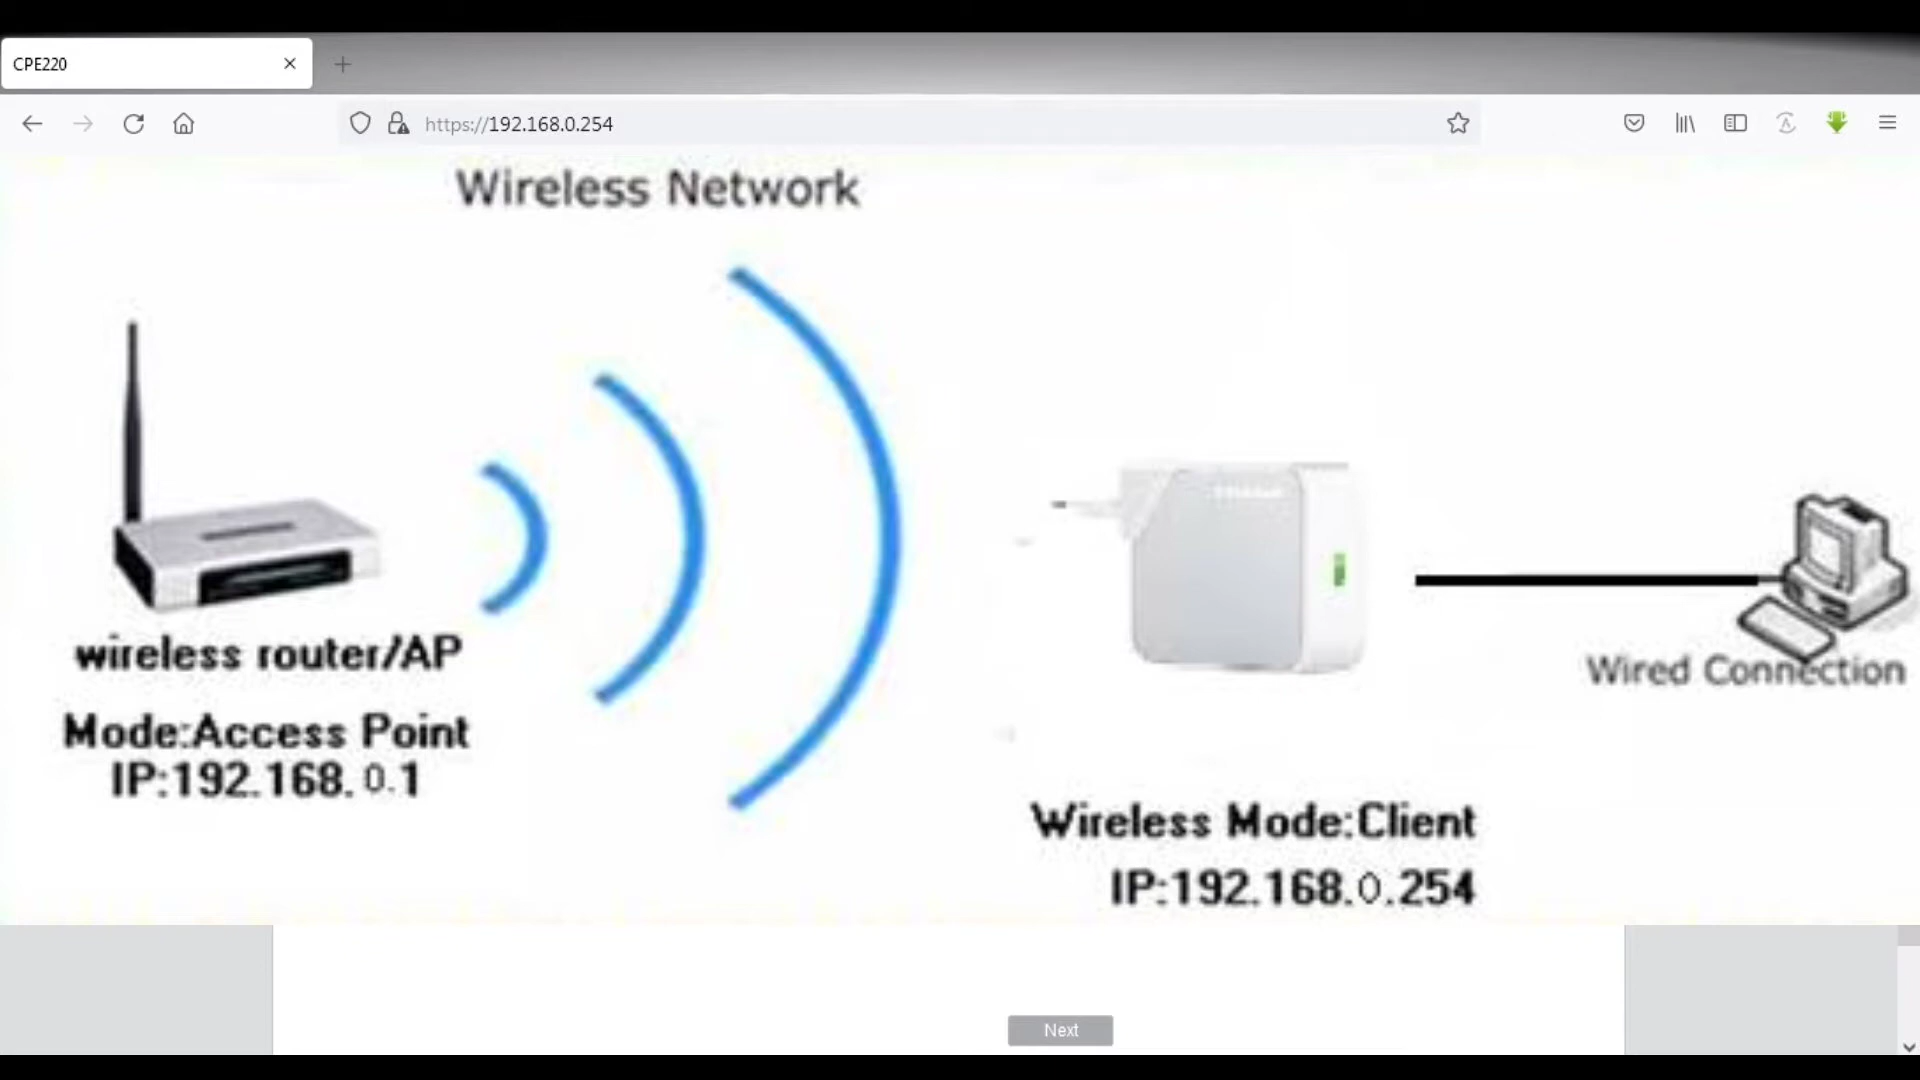 CPE220
https://192.168.0.254
Wireless Network
wireless router/AP
Mode:Access Point
IP:192.168.0.1
Wired Connection
Wireless Mode:Client
IP:192.168.0.254
Next